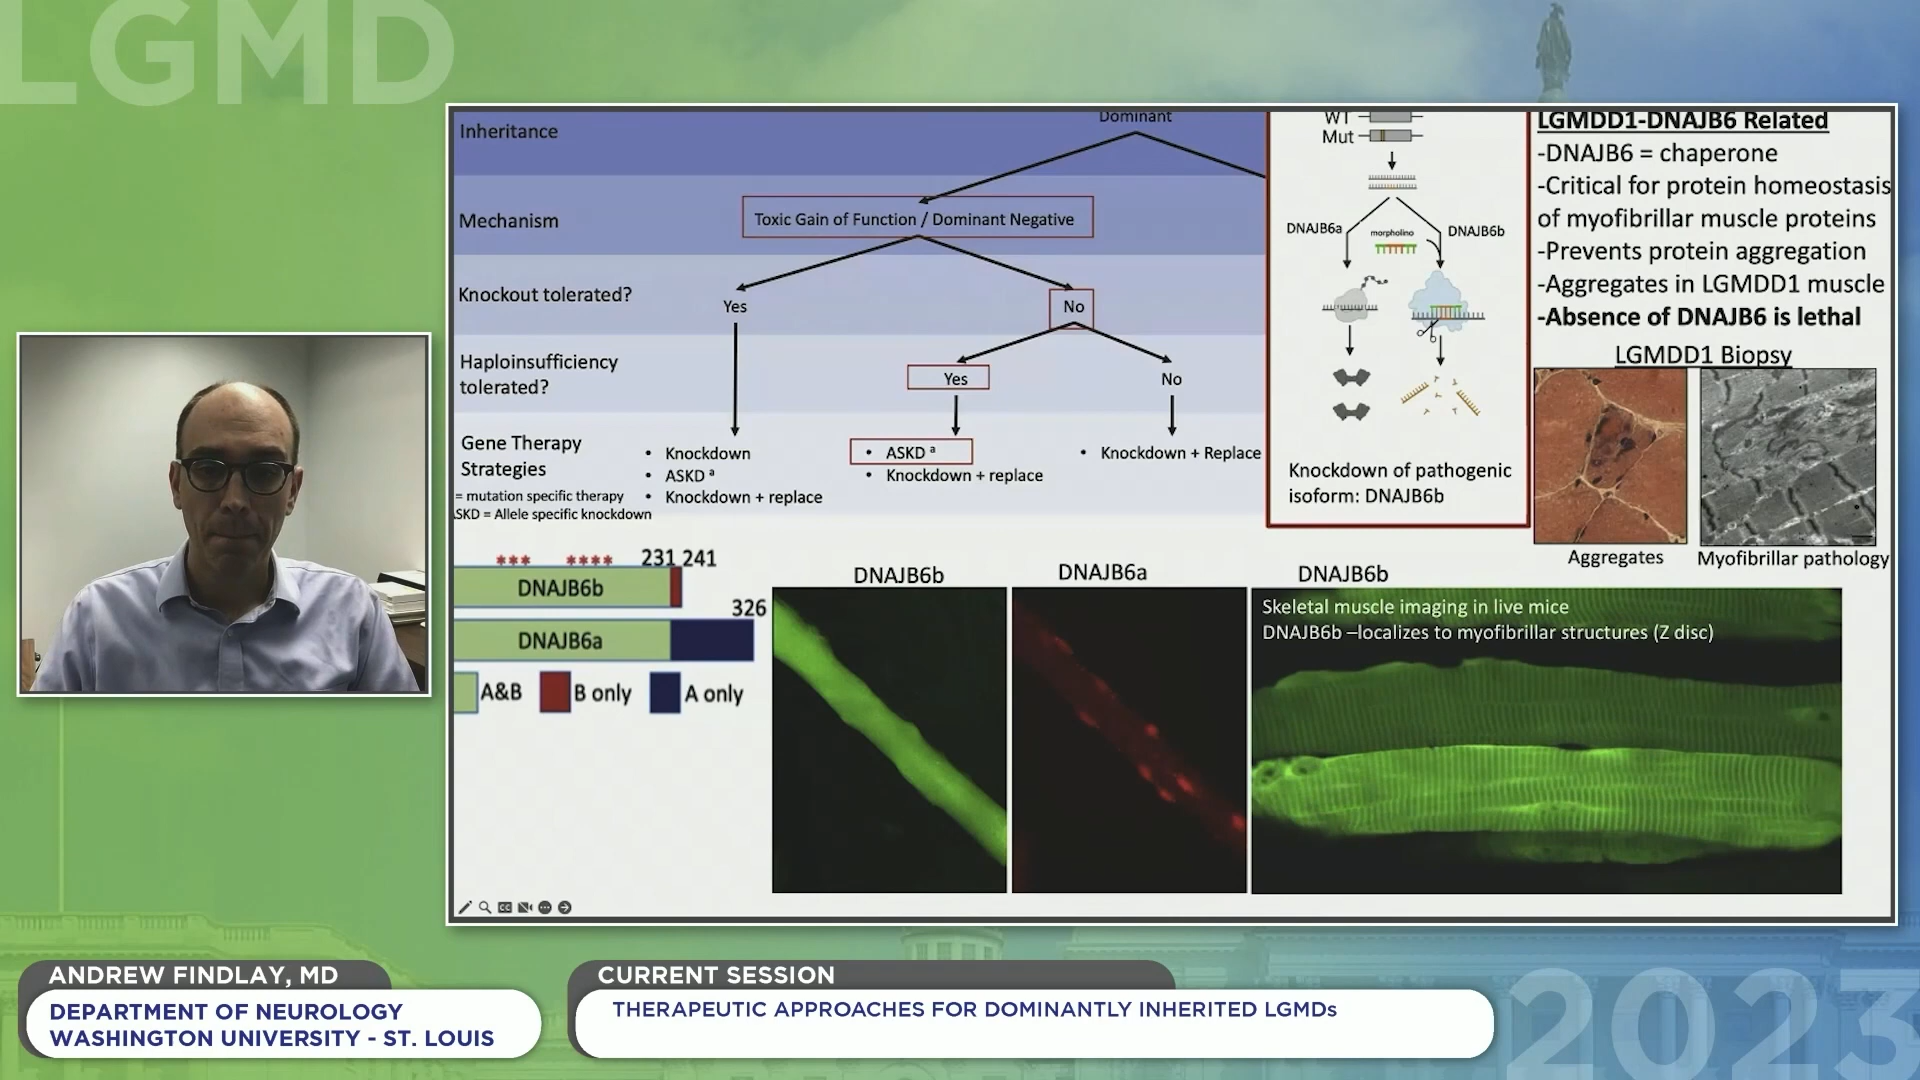 LGMD
Inheritance
Dominant
Mechanism
Toxic Gain of Function / Dominant Negative
Knockout tolerated?
Yes
No
Haploinsufficiency
tolerated?
Yes
No
Gene Therapy
Strategies
= mutation specific therapy
ASKD = Allele specific knockdown
• Knockdown
• ASKD ᵃ
• Knockdown + replace
• ASKD ᵃ
• Knockdown + replace
• Knockdown + Replace
WT
Mut
DNAJB6a
morpholino
DNAJB6b
Knockdown of pathogenic
isoform: DNAJB6b
LGMDD1-DNAJB6 Related
-DNAJB6 = chaperone
-Critical for protein homeostasis
of myofibrillar muscle proteins
-Prevents protein aggregation
-Aggregates in LGMDD1 muscle
-Absence of DNAJB6 is lethal
LGMDD1 Biopsy
Aggregates
Myofibrillar pathology
*** **** 231 241
DNAJB6b
326
DNAJB6a
A&B
B only
A only
DNAJB6b
DNAJB6a
DNAJB6b
Skeletal muscle imaging in live mice
DNAJB6b –localizes to myofibrillar structures (Z disc)
ANDREW FINDLAY, MD
DEPARTMENT OF NEUROLOGY
WASHINGTON UNIVERSITY - ST. LOUIS
CURRENT SESSION
THERAPEUTIC APPROACHES FOR DOMINANTLY INHERITED LGMDs
2023